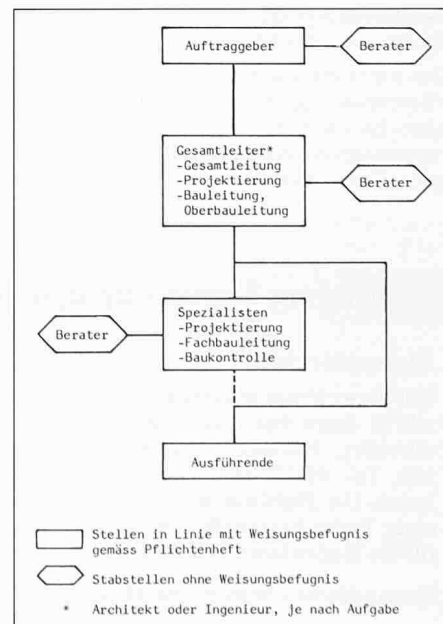 Auftraggeber
Berater
Gesamtleiter*
-Gesamtleitung
-Projektierung
-Bauleitung,
Oberbauleitung
Berater
Spezialisten
-Projektierung
-Fachbauleitung
-Baukontrolle
Berater
Ausführende
Stellen in Linie mit Weisungsbefugnis
gemäss Pflichtenheft
Stabstellen ohne Weisungsbefugnis
* Architekt oder Ingenieur, je nach Aufgabe